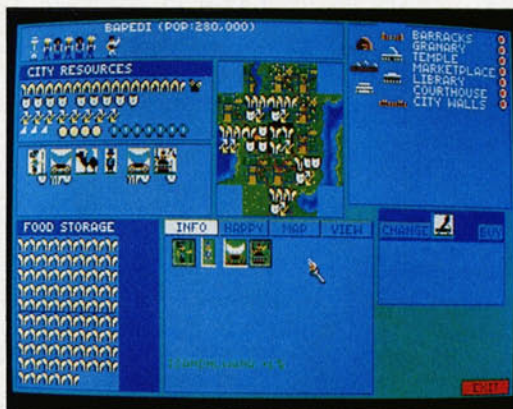 BAPEDI (POP:280,000)
CITY RESOURCES
BARRACKS
GRANARY
TEMPLE
MARKETPLACE
LIBRARY
COURTHOUSE
CITY WALLS
FOOD STORAGE
INFO HAPPY MAP VIEW
CHANGE BUY
EXIT